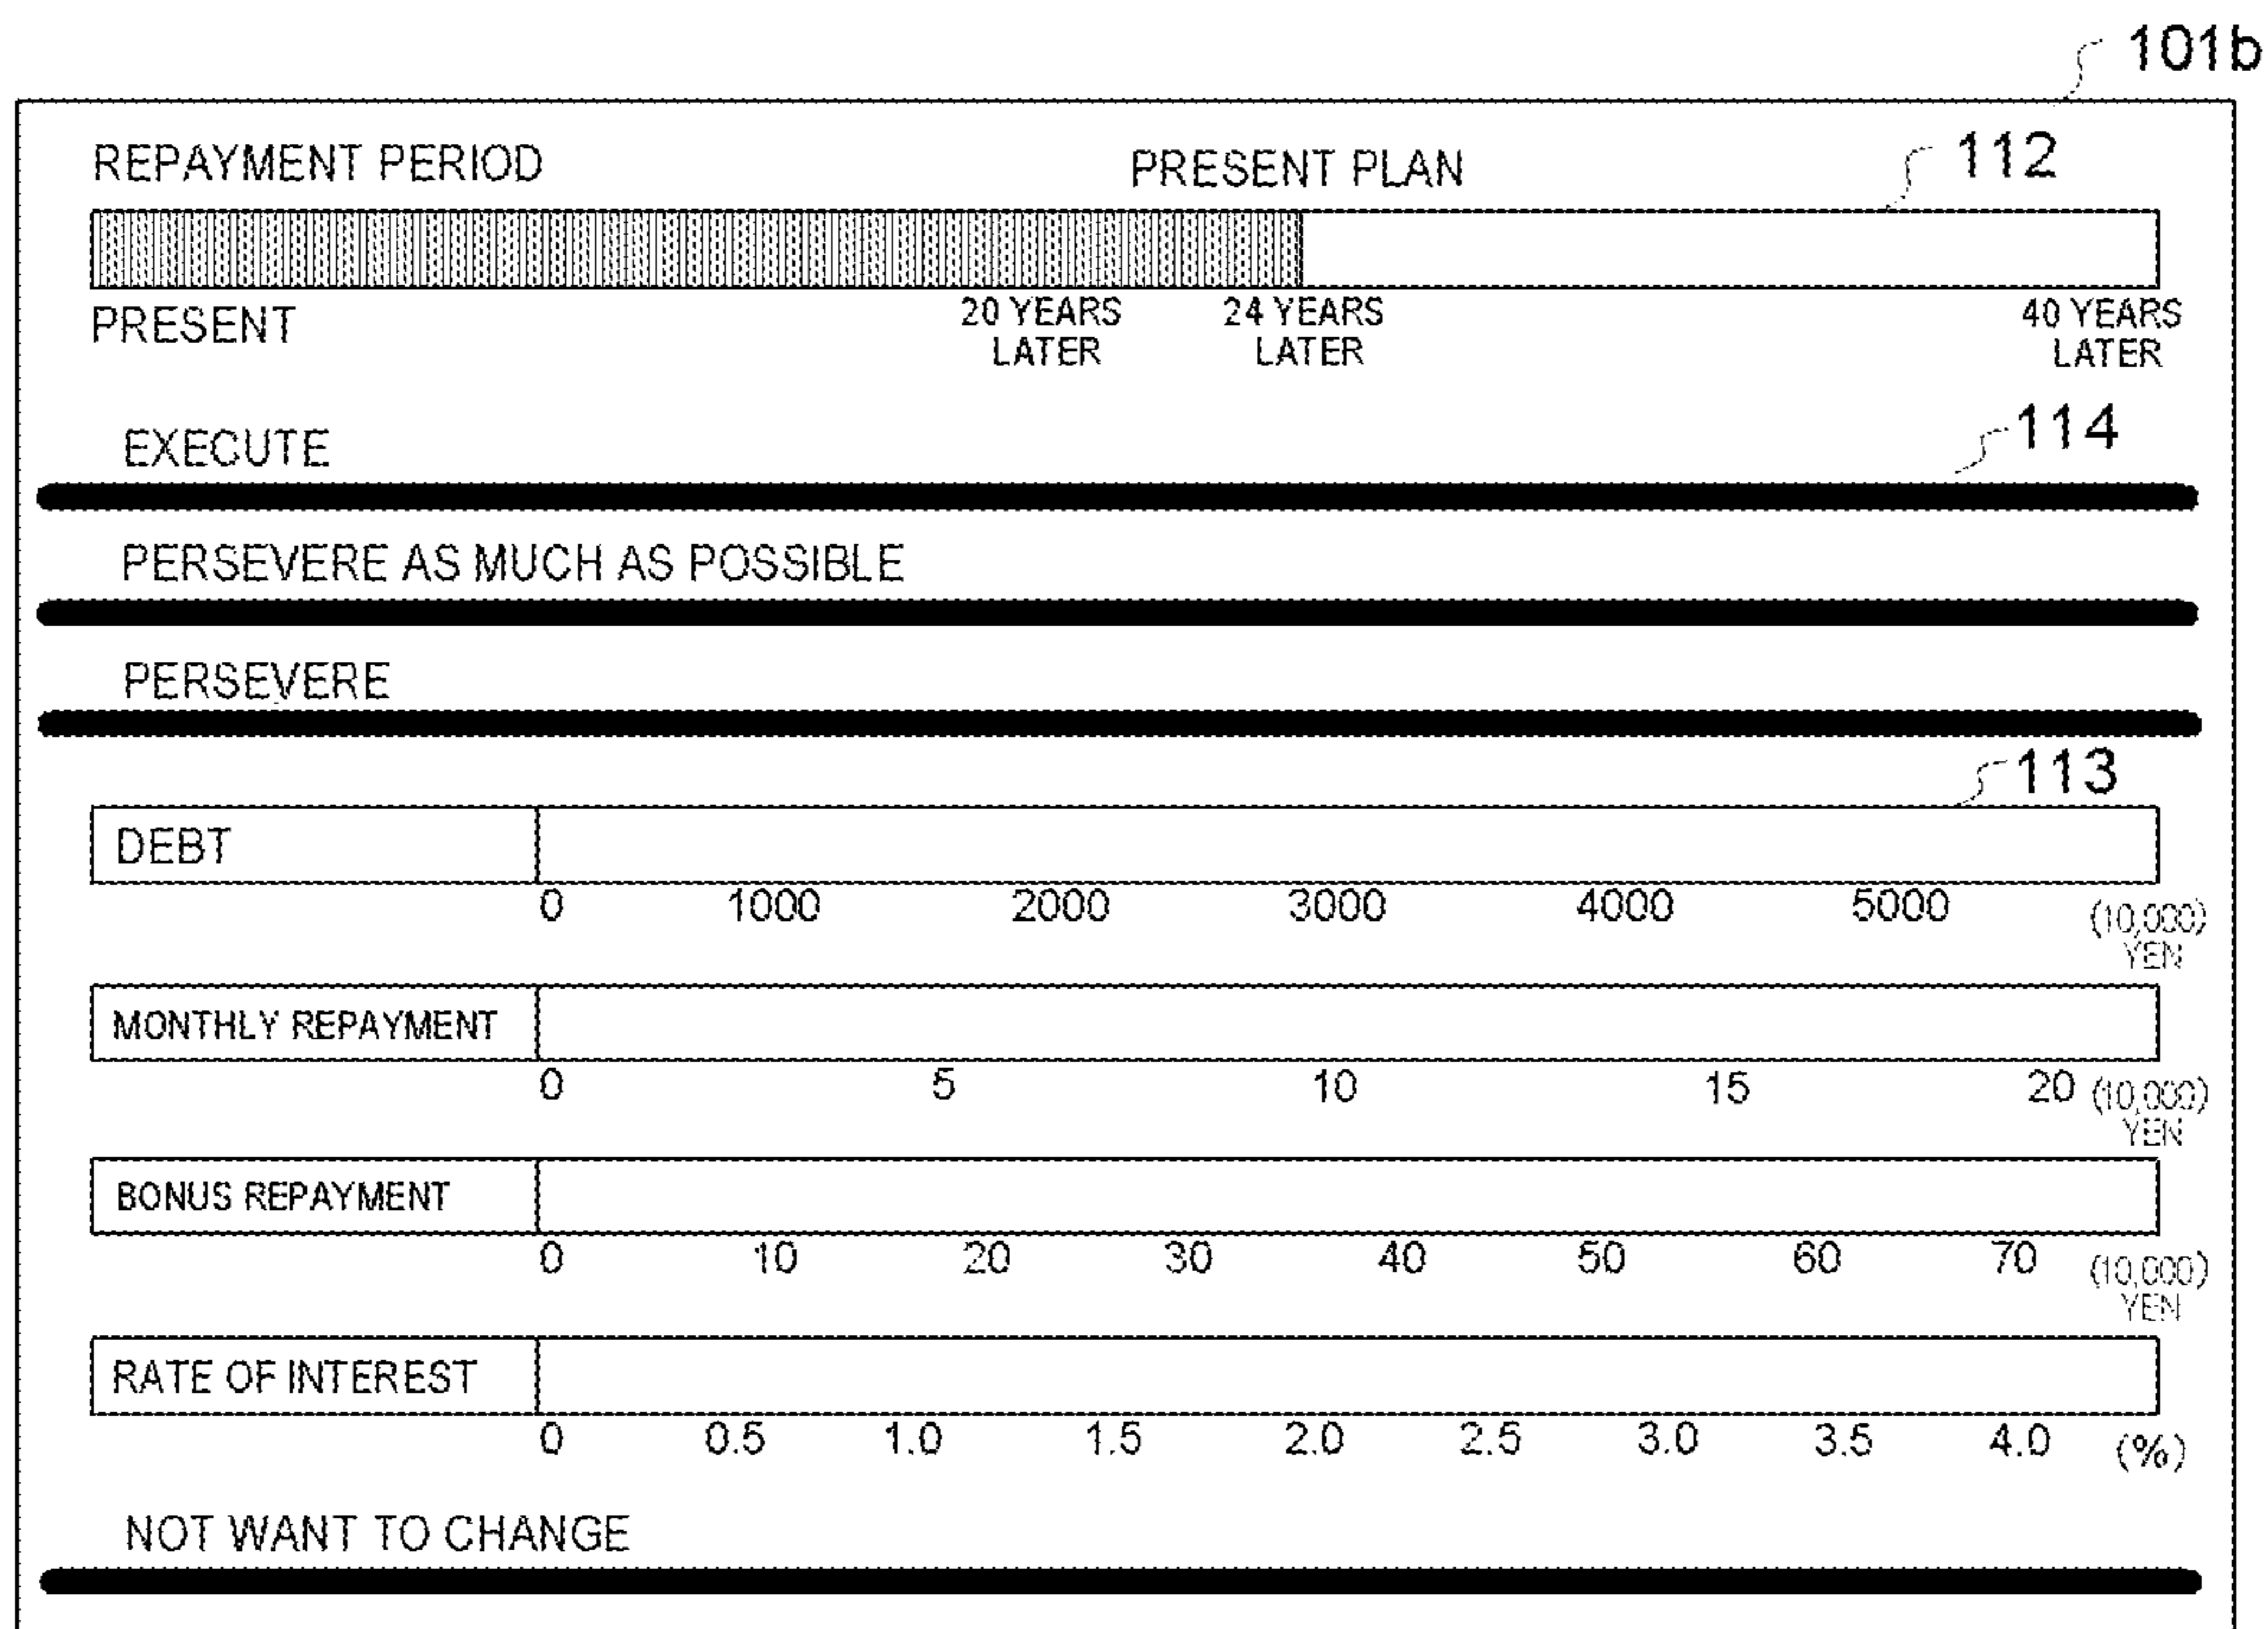 101b
REPAYMENT PERIOD PRESENT PLAN 112
PRESENT 20 YEARS LATER 24 YEARS LATER 40 YEARS LATER
EXECUTE 114
PERSEVERE AS MUCH AS POSSIBLE
PERSEVERE
113
DEBT
0 1000 2000 3000 4000 5000 (10,000) YEN
MONTHLY REPAYMENT
0 5 10 15 20 (10,000) YEN
BONUS REPAYMENT
0 10 20 30 40 50 60 70 (10,000) YEN
RATE OF INTEREST
0 0.5 1.0 1.5 2.0 2.5 3.0 3.5 4.0 (%)
NOT WANT TO CHANGE